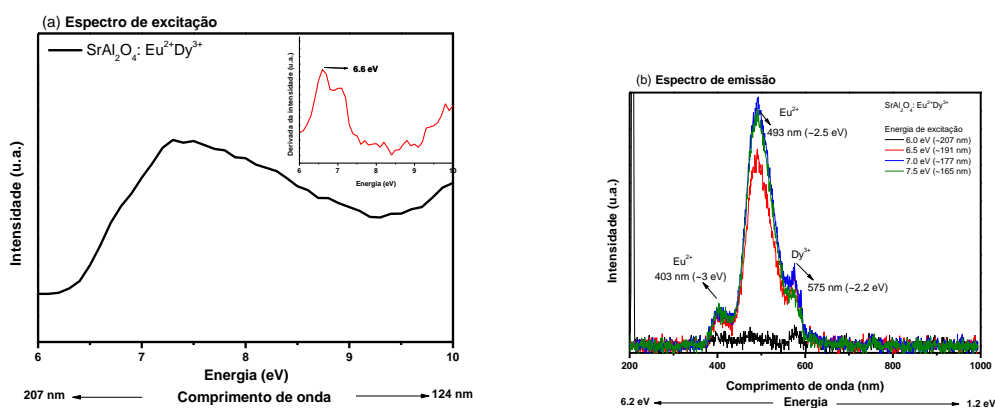 (a) Espectro de excitação
SrAl₂O₄: Eu²⁺Dy³⁺
Intensidade (u.a.)
Derivada da intensidade (u.a.)
6.6 eV
6 7 8 9 10
Energia (eV)
6 7 8 9 10
Energia (eV)
207 nm Comprimento de onda 124 nm
(b) Espectro de emissão
SrAl₂O₄: Eu²⁺Dy³⁺
Energia de excitação
6.0 eV (~207 nm)
6.5 eV (~191 nm)
7.0 eV (~177 nm)
7.5 eV (~165 nm)
Eu²⁺
493 nm (~2.5 eV)
Eu²⁺
403 nm (~3 eV)
Dy³⁺
575 nm (~2.2 eV)
Intensidade (u.a.)
200 400 600 800 1000
Comprimento de onda (nm)
6.2 eV Energia 1.2 eV